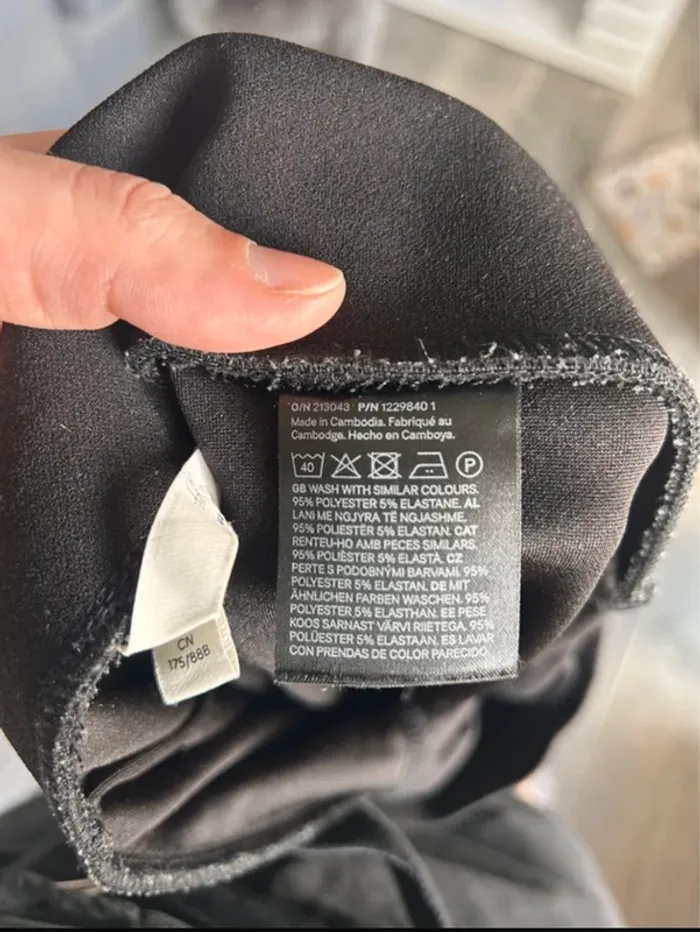 O/N 213043 P/N 1229840 1
Made in Cambodia. Fabriqué au
Cambodge. Hecho en Camboya.
40 P
GB WASH WITH SIMILAR COLOURS.
95% POLYESTER 5% ELASTANE. AL
LANI ME NGJYRA TË NGJASHME.
95% POLIESTËR 5% ELASTAN. CAT
RENTEU-HO AMB PECES SIMILARS.
95% POLIÈSTER 5% ELASTÀ. CZ
PERTE S PODOBNÝMI BARVAMI. 95%
POLYESTER 5% ELASTAN. DE MIT
ÄHNLICHEN FARBEN WASCHEN. 95%
POLYESTER 5% ELASTHAN. EE PESE
KOOS SARNAST VÄRVI RIIETEGA. 95%
POLÜESTER 5% ELASTAAN. ES LAVAR
CON PRENDAS DE COLOR PARECIDO.
CN
175/88B